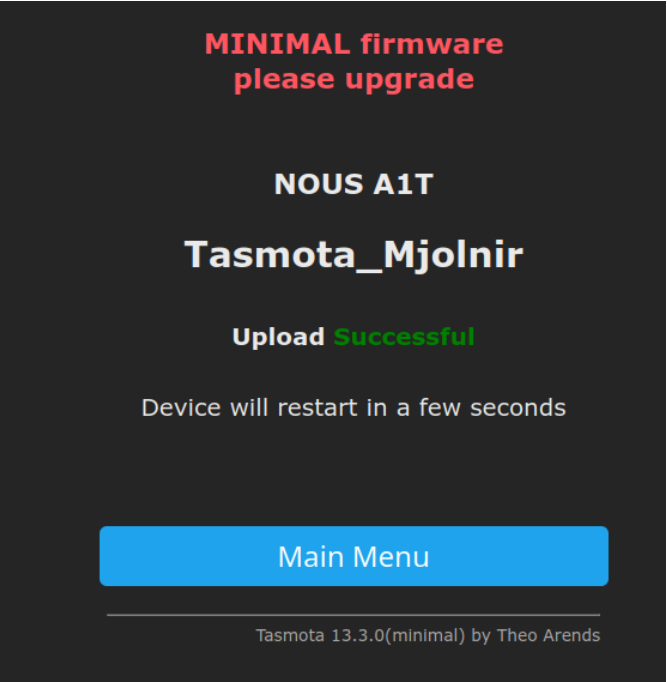 MINIMAL firmware
please upgrade
NOUS A1T
Tasmota_Mjolnir
Upload Successful
Device will restart in a few seconds
Main Menu
Tasmota 13.3.0(minimal) by Theo Arends